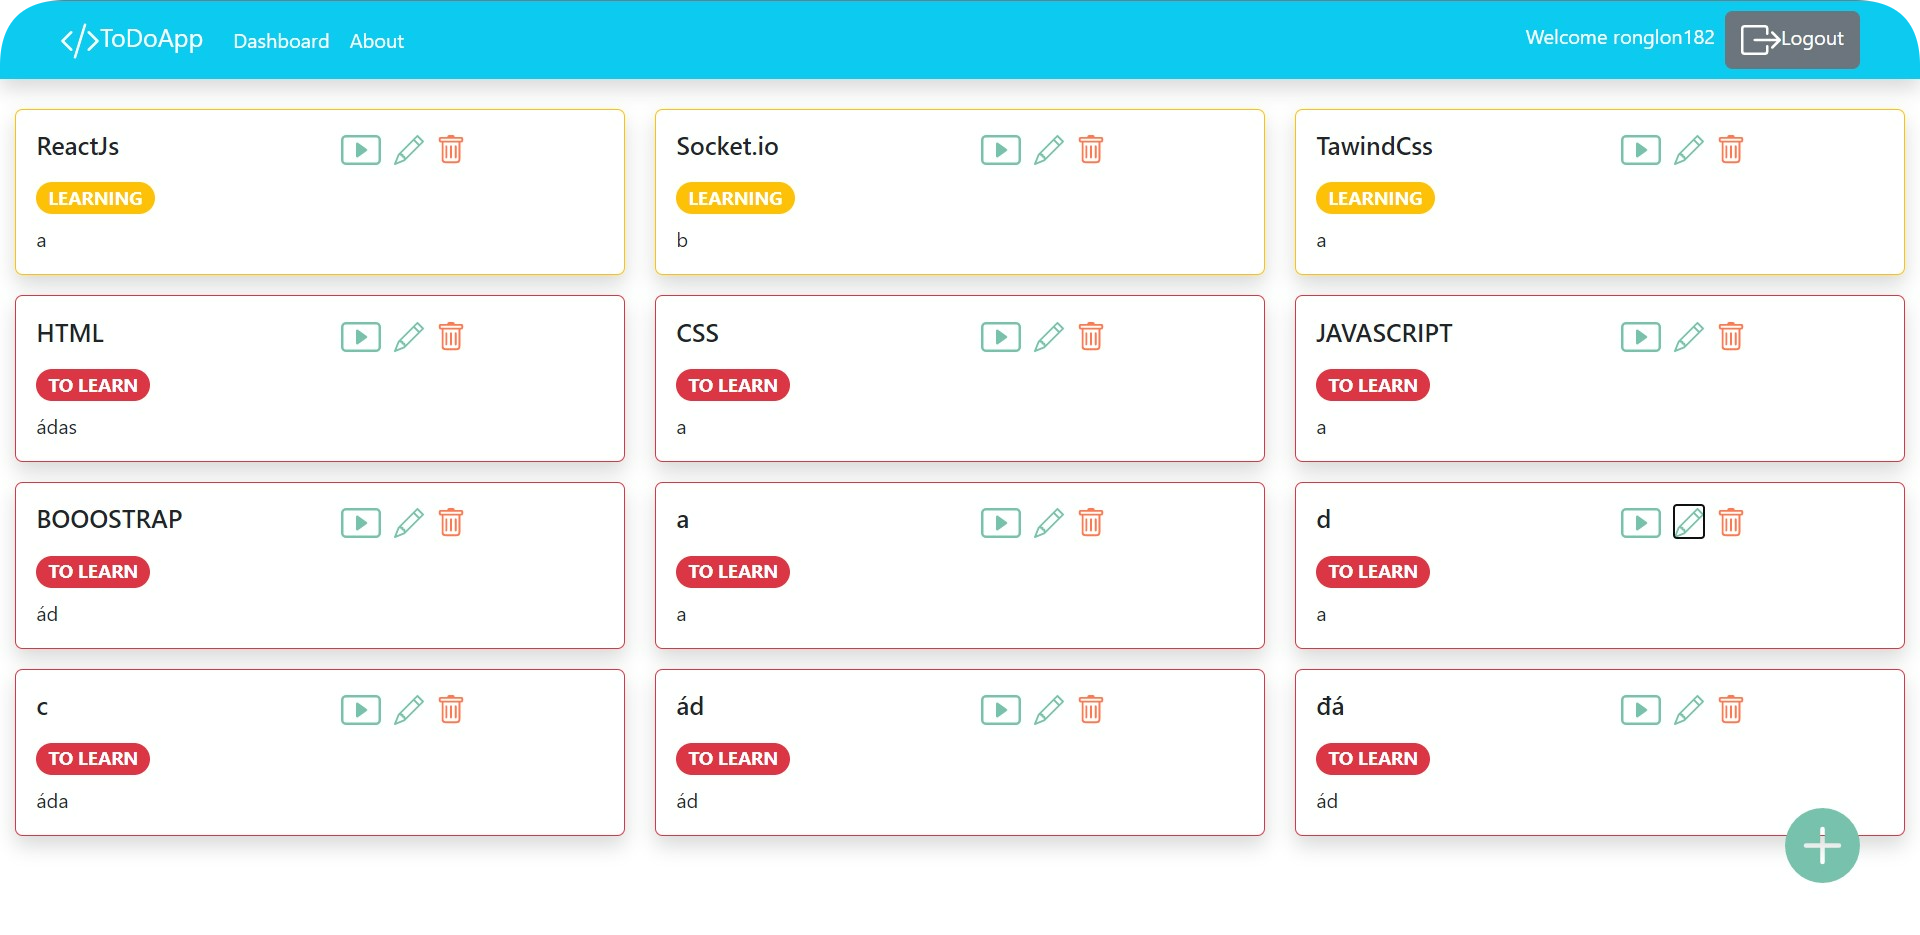 </>ToDoApp Dashboard About Welcome ronglon182 Logout
ReactJs
LEARNING
a
Socket.io
LEARNING
b
TawindCss
LEARNING
a
HTML
TO LEARN
ádas
CSS
TO LEARN
a
JAVASCRIPT
TO LEARN
a
BOOOSTRAP
TO LEARN
ád
a
TO LEARN
a
d
TO LEARN
a
c
TO LEARN
áda
ád
TO LEARN
ád
đá
TO LEARN
ád